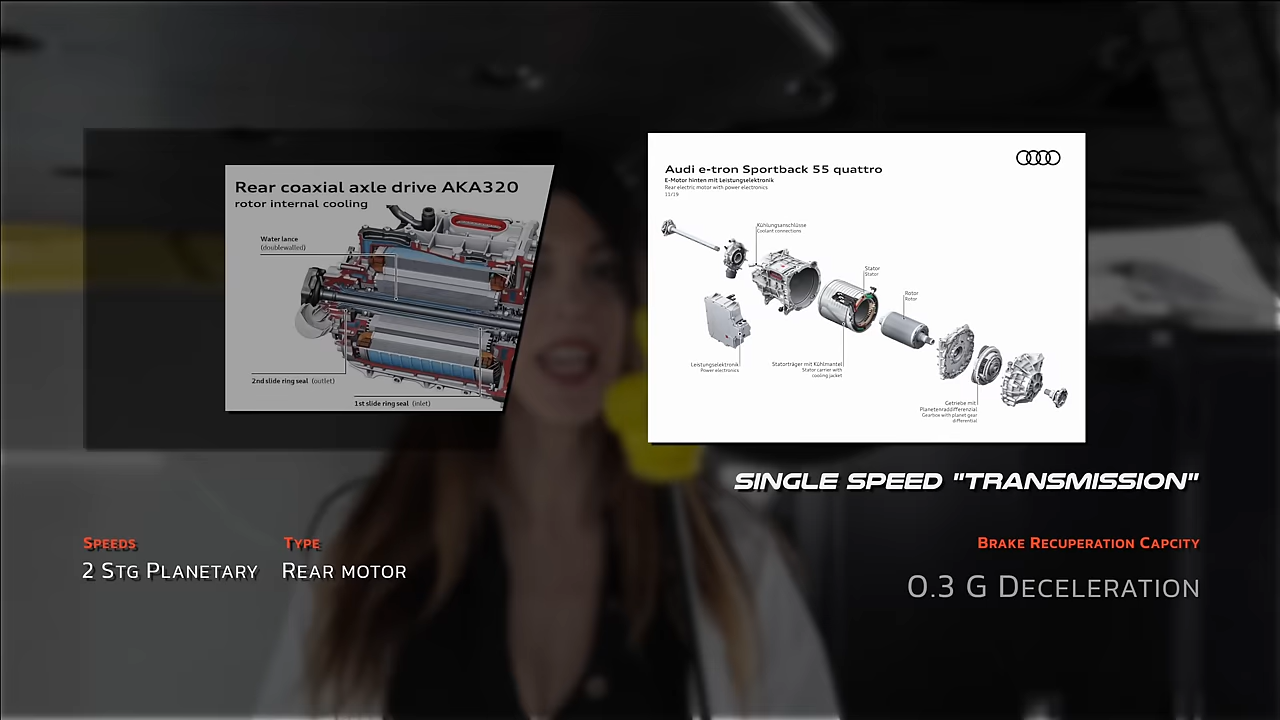 Rear coaxial axle drive AKA320
rotor internal cooling
Water lance
(doublewalled)
2nd slide ring seal (outlet)
1st slide ring seal (inlet)
Audi e-tron Sportback 55 quattro
E-Motor hinten mit Leistungselektronik
Rear electric motor with power electronics
11/19
Kühlungsanschlüsse
Coolant connections
Stator
Stator
Rotor
Rotor
Leistungselektronik
Power electronics
Statorträger mit Kühlmantel
Stator carrier with
cooling jacket
Getriebe mit
Planetenraddifferenzial
Gearbox with planet gear
differential
SINGLE SPEED "TRANSMISSION"
SPEEDS
2 STG PLANETARY
TYPE
REAR MOTOR
BRAKE RECUPERATION CAPCITY
0.3 G DECELERATION